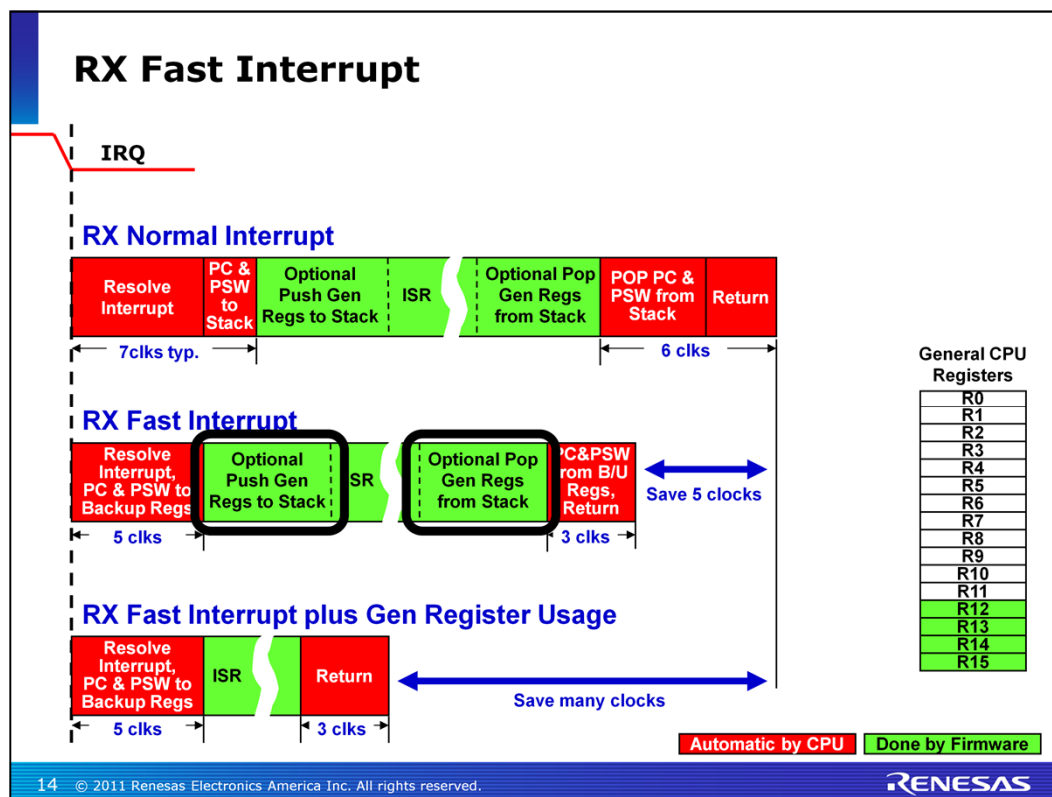 RX Fast Interrupt
IRQ
RX Normal Interrupt
Resolve
Interrupt
PC &
PSW
to
Stack
Optional
Push Gen
Regs to Stack
ISR
Optional Pop
Gen Regs
from Stack
POP PC &
PSW from
Stack
Return
7clks typ.
6 clks
General CPU
Registers
R0
R1
R2
R3
R4
R5
R6
R7
R8
R9
R10
R11
R12
R13
R14
R15
RX Fast Interrupt
Resolve
Interrupt,
PC & PSW to
Backup Regs
Optional
Push Gen
Regs to Stack
SR
Optional Pop
Gen Regs
from Stack
PC&PSW
from B/U
Regs,
Return
Save 5 clocks
5 clks
3 clks
RX Fast Interrupt plus Gen Register Usage
Resolve
Interrupt,
PC & PSW to
Backup Regs
ISR
Return
Save many clocks
5 clks
3 clks
Automatic by CPU
Done by Firmware
14 © 2011 Renesas Electronics America Inc. All rights reserved.
RENESAS